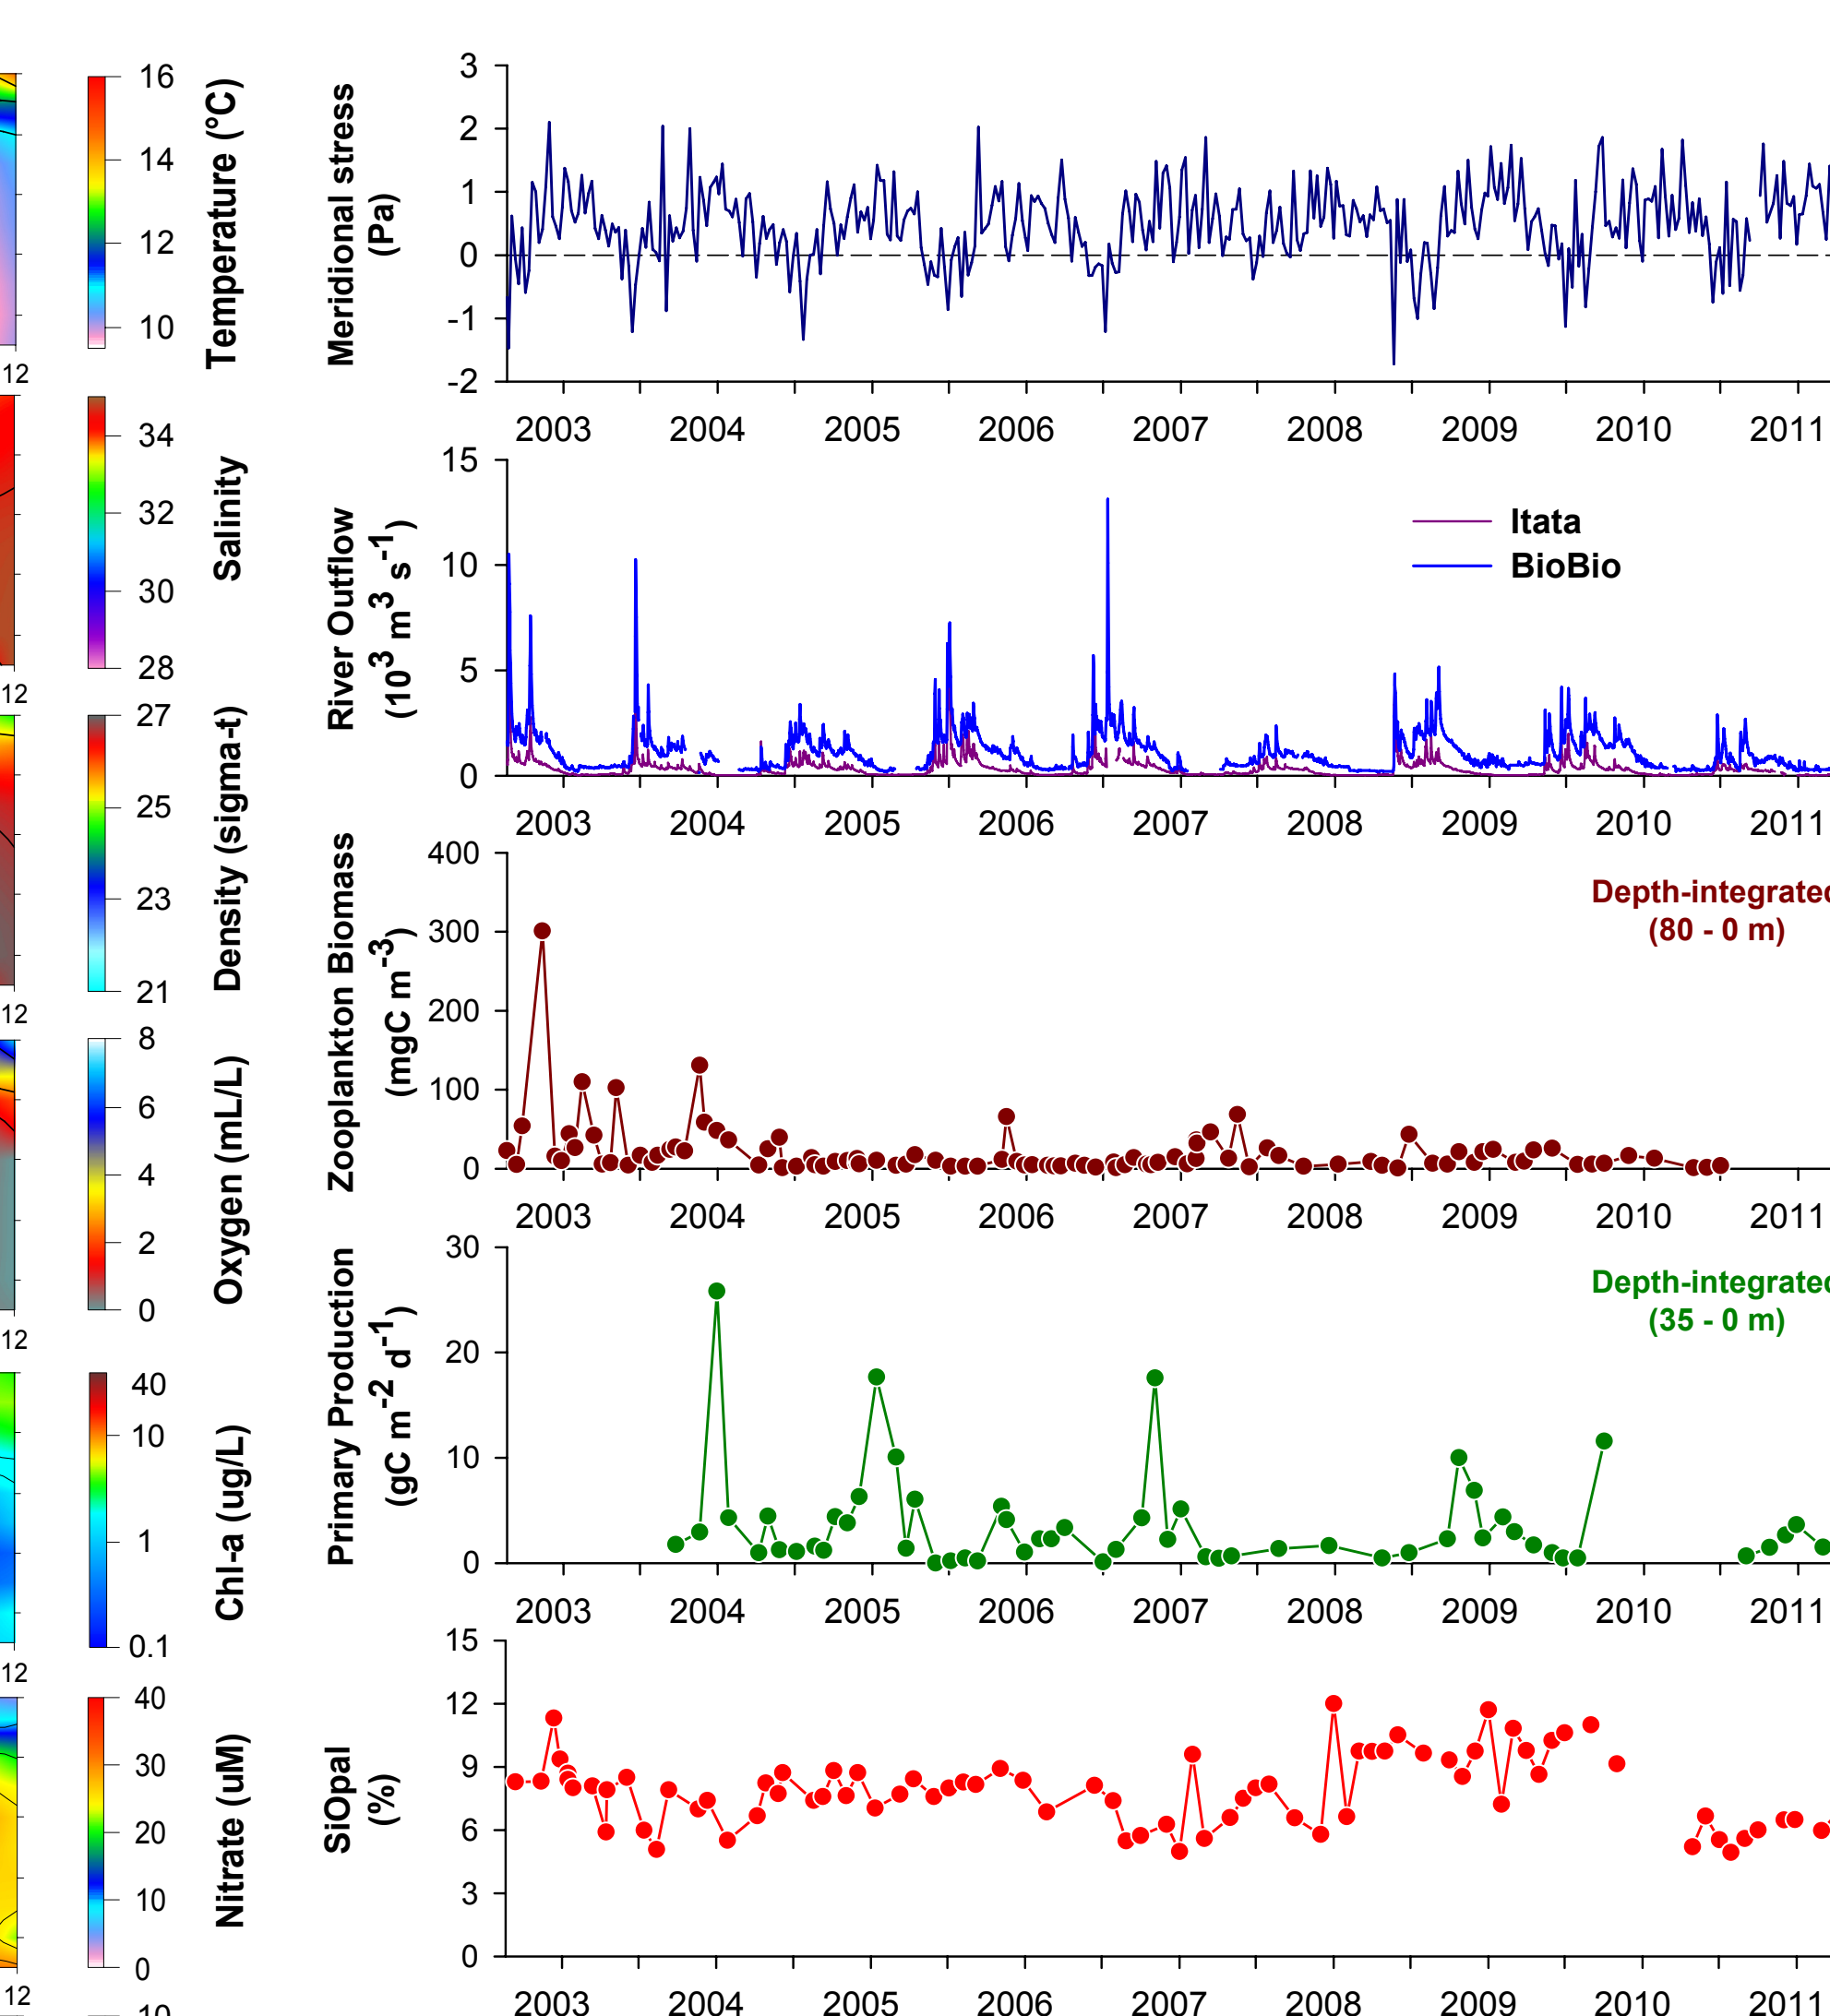 12
16
14
12
10
Temperature (ºC)
12
34
32
30
28
Salinity
12
27
25
23
21
Density (sigma-t)
12
8
6
4
2
0
Oxygen (mL/L)
12
40
10
1
0.1
Chl-a (ug/L)
12
40
30
20
10
0
Nitrate (uM)
10
Meridional stress
(Pa)
3
2
1
0
-1
-2
2003 2004 2005 2006 2007 2008 2009 2010 2011
River Outflow
(10³ m³ s⁻¹)
15
10
5
0
Itata
BioBio
2003 2004 2005 2006 2007 2008 2009 2010 2011
Zooplankton Biomass
(mgC m⁻³)
400
300
200
100
0
Depth-integrated
(80 - 0 m)
2003 2004 2005 2006 2007 2008 2009 2010 2011
Primary Production
(gC m⁻² d⁻¹)
30
20
10
0
Depth-integrated
(35 - 0 m)
2003 2004 2005 2006 2007 2008 2009 2010 2011
SiOpal
(%)
15
12
9
6
3
0
2003 2004 2005 2006 2007 2008 2009 2010 2011